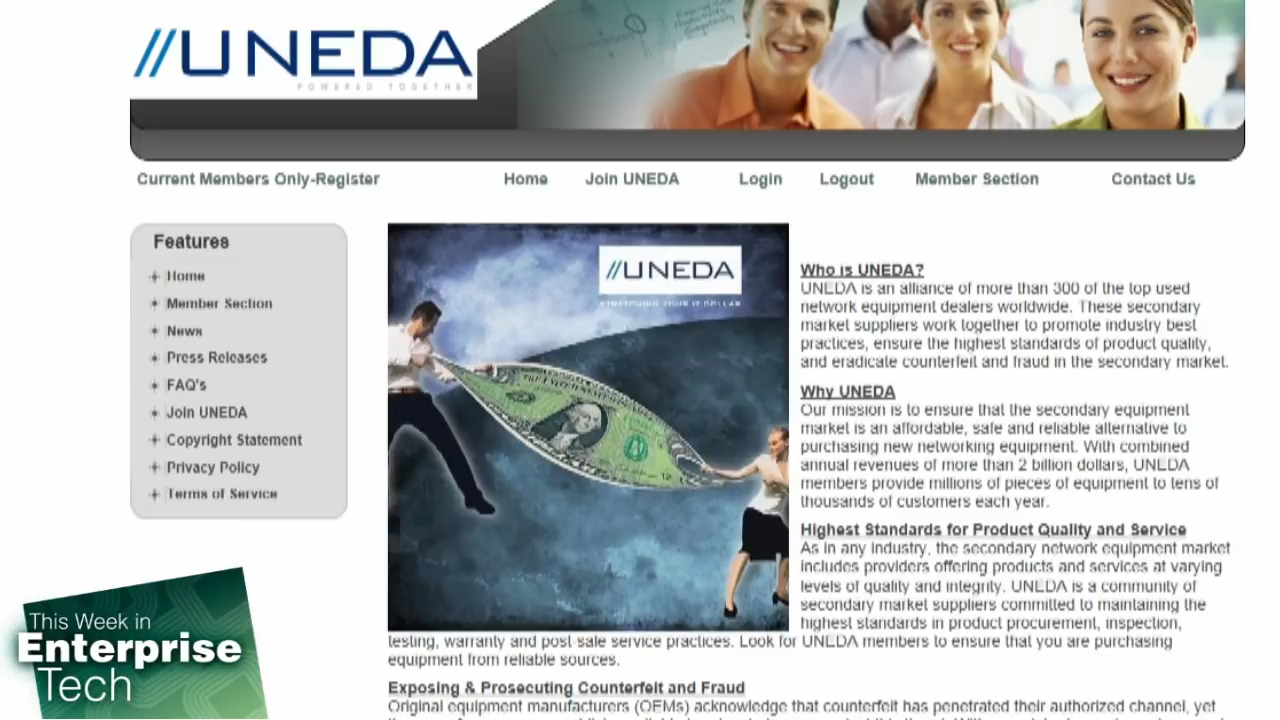 //UNEDA
POWERED TOGETHER
Current Members Only-Register
Home
Join UNEDA
Login
Logout
Member Section
Contact Us
Features
Home
Member Section
News
Press Releases
FAQ's
Join UNEDA
Copyright Statement
Privacy Policy
Terms of Service
//UNEDA
STRETCHING YOUR IT DOLLAR
Who is UNEDA?
UNEDA is an alliance of more than 300 of the top used
network equipment dealers worldwide. These secondary
market suppliers work together to promote industry best
practices, ensure the highest standards of product quality,
and eradicate counterfeit and fraud in the secondary market.
Why UNEDA
Our mission is to ensure that the secondary equipment
market is an affordable, safe and reliable alternative to
purchasing new networking equipment. With combined
annual revenues of more than 2 billion dollars, UNEDA
members provide millions of pieces of equipment to tens of
thousands of customers each year.
Highest Standards for Product Quality and Service
As in any industry, the secondary network equipment market
includes providers offering products and services at varying
levels of quality and integrity. UNEDA is a community of
secondary market suppliers committed to maintaining the
highest standards in product procurement, inspection,
testing, warranty and post-sale service practices. Look for UNEDA members to ensure that you are purchasing
equipment from reliable sources.
Exposing & Prosecuting Counterfeit and Fraud
Original equipment manufacturers (OEMs) acknowledge that counterfeit has penetrated their authorized channel, yet
This Week in
Enterprise
Tech